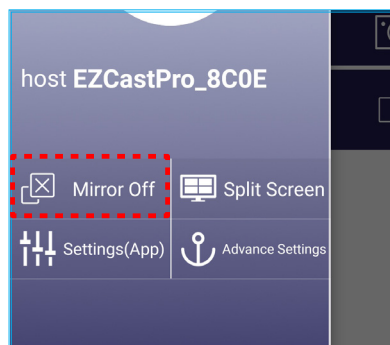 host EZCastPro_8C0E
Mirror Off
Split Screen
Settings(App)
Advance Settings